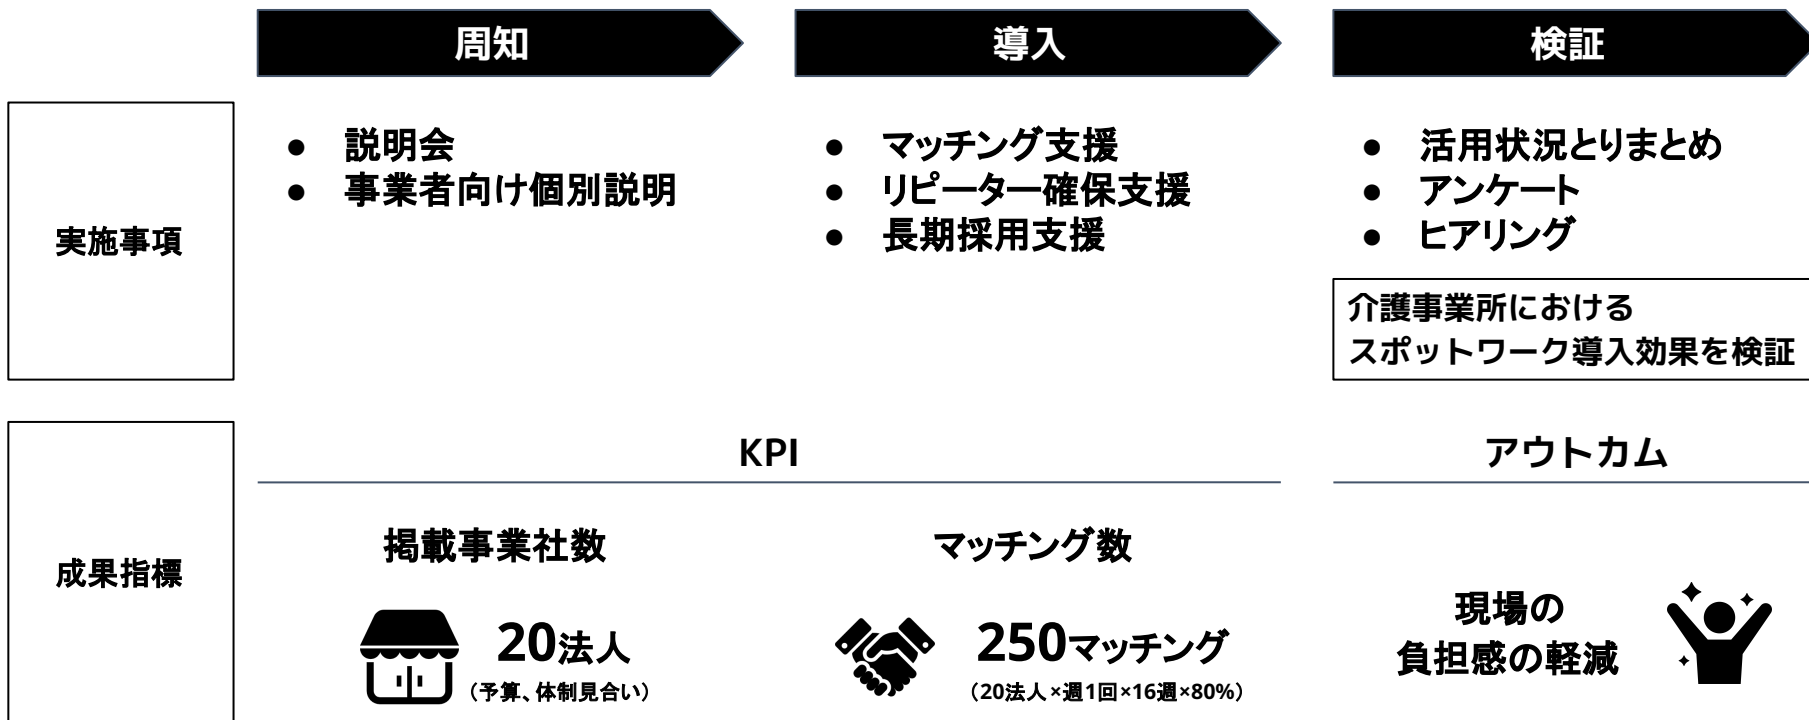 周知
導入
検証
実施事項
● 説明会
● 事業者向け個別説明
● マッチング支援
● リピーター確保支援
● 長期採用支援
● 活用状況とりまとめ
● アンケート
● ヒアリング
介護事業所における
スポットワーク導入効果を検証
成果指標
KPI
アウトカム
掲載事業社数
20法人
（予算、体制見合い）
マッチング数
250マッチング
（20法人×週1回×16週×80%）
現場の
負担感の軽減